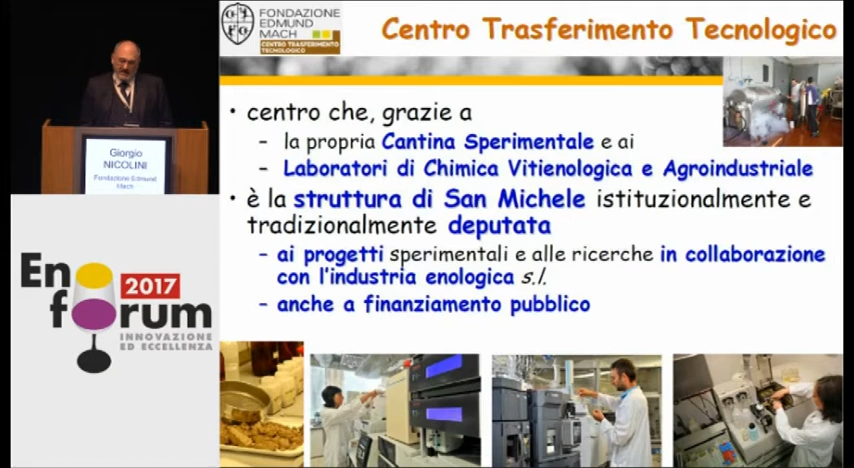 FONDAZIONE
EDMUND
MACH
CENTRO TRASFERIMENTO
TECNOLOGICO
Centro Trasferimento Tecnologico
• centro che, grazie a
– la propria Cantina Sperimentale e ai
– Laboratori di Chimica Vitienologica e Agroindustriale
• è la struttura di San Michele istituzionalmente e
tradizionalmente deputata
– ai progetti sperimentali e alle ricerche in collaborazione
con l'industria enologica s.l.
– anche a finanziamento pubblico
Giorgio
NICOLINI
Fondazione Edmund
Mach
Enoforum
2017
INNOVAZIONE
ED ECCELLENZA